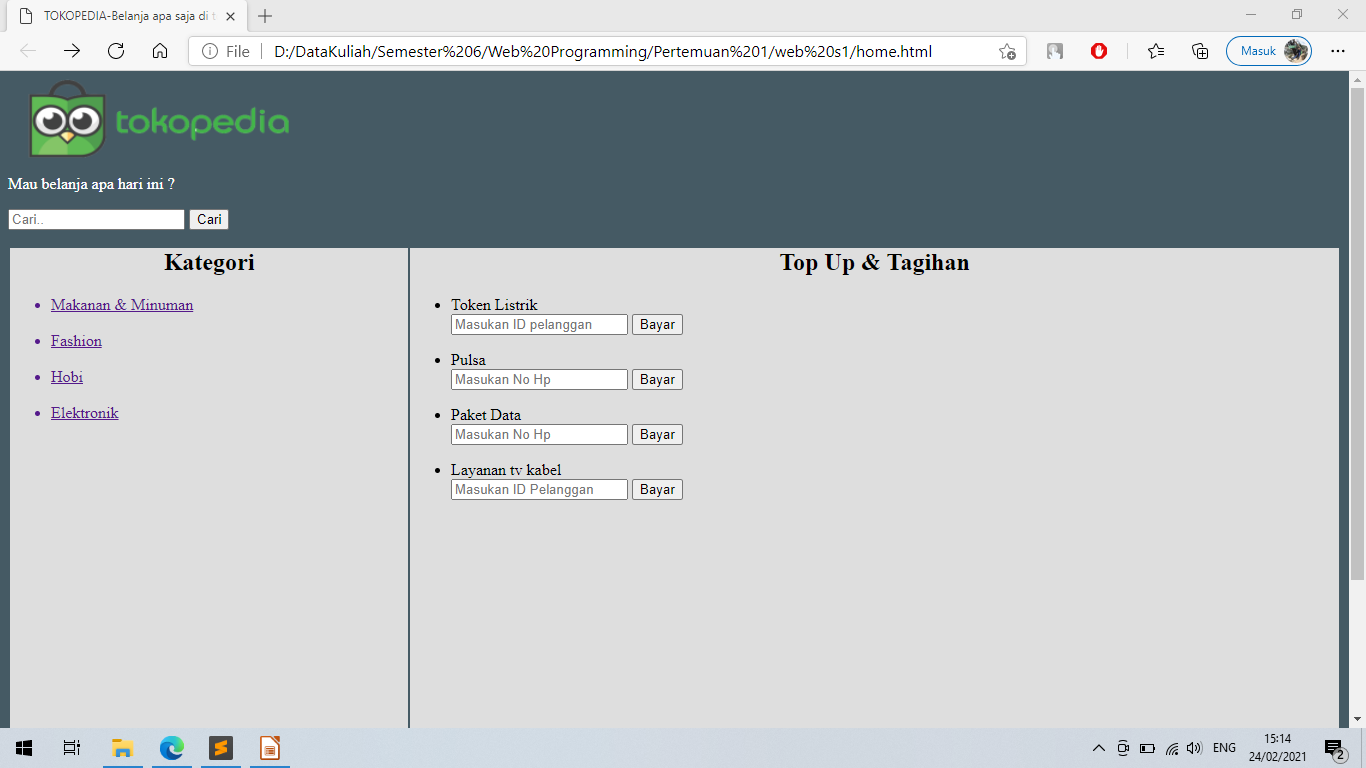 TOKOPEDIA-Belanja apa saja di t
File
D:/DataKuliah/Semester%206/Web%20Programming/Pertemuan%201/web%20s1/home.html
Masuk
tokopedia
Mau belanja apa hari ini ?
Cari..
Cari
Kategori
Makanan & Minuman
Fashion
Hobi
Elektronik
Top Up & Tagihan
Token Listrik
Masukan ID pelanggan
Bayar
Pulsa
Masukan No Hp
Bayar
Paket Data
Masukan No Hp
Bayar
Layanan tv kabel
Masukan ID Pelanggan
Bayar
ENG
15:14
24/02/2021
2